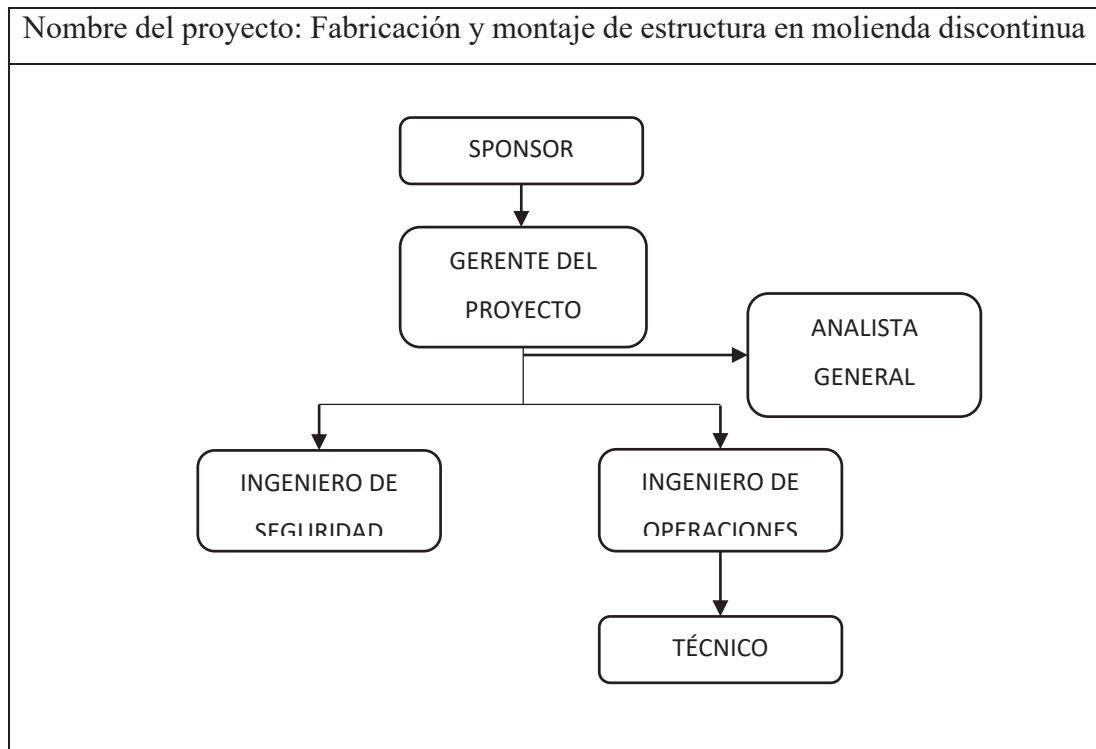 Nombre del proyecto: Fabricación y montaje de estructura en molienda discontinua
SPONSOR
GERENTE DEL
PROYECTO
ANALISTA
GENERAL
INGENIERO DE
SEGURIDAD
INGENIERO DE
OPERACIONES
TÉCNICO